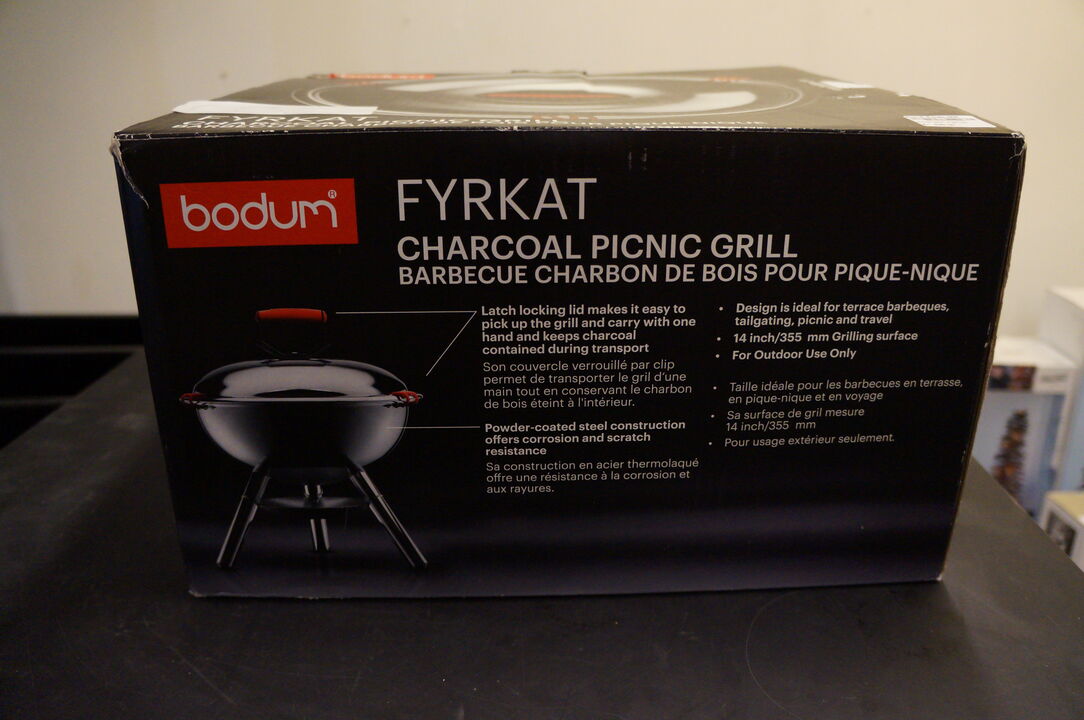 FYRKAT
bodum®
FYRKAT
CHARCOAL PICNIC GRILL
BARBECUE CHARBON DE BOIS POUR PIQUE-NIQUE
Latch locking lid makes it easy to
pick up the grill and carry with one
hand and keeps charcoal
contained during transport
Son couvercle verrouillé par clip
permet de transporter le gril d'une
main tout en conservant le charbon
de bois éteint à l'intérieur.
Powder-coated steel construction
offers corrosion and scratch
resistance
Sa construction en acier thermolaqué
offre une résistance à la corrosion et
aux rayures.
• Design is ideal for terrace barbeques,
tailgating, picnic and travel
• 14 inch/355 mm Grilling surface
• For Outdoor Use Only
• Taille idéale pour les barbecues en terrasse,
en pique-nique et en voyage
• Sa surface de gril mesure
14 inch/355 mm
• Pour usage extérieur seulement.